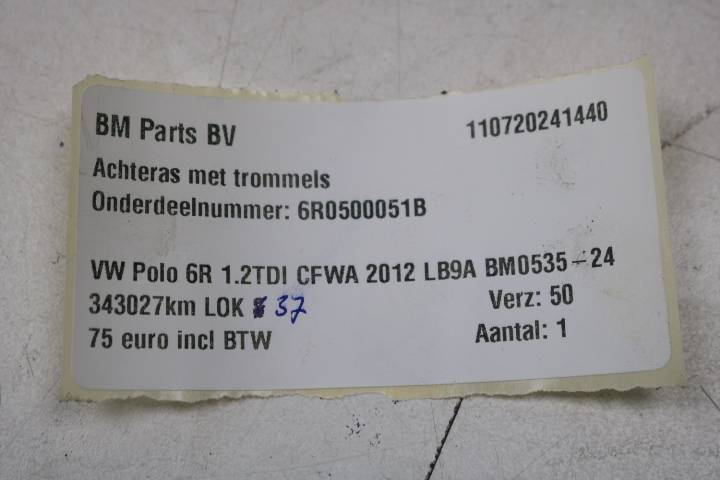 BM Parts BV 110720241440
Achteras met trommels
Onderdeelnummer: 6R0500051B
VW Polo 6R 1.2TDI CFWA 2012 LB9A BM0535-24
343027km LOK 37 Verz: 50
75 euro incl BTW Aantal: 1